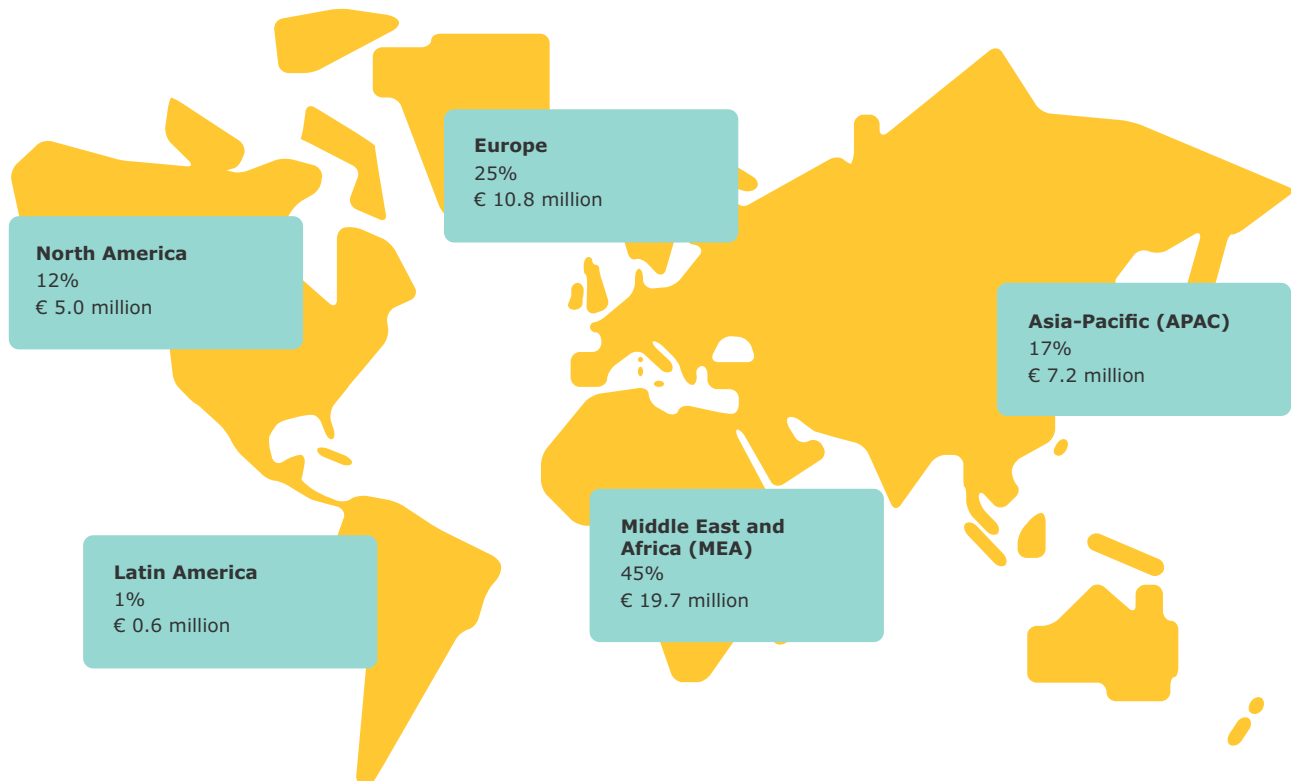 Europe
25%
€ 10.8 million
North America
12%
€ 5.0 million
Asia-Pacific (APAC)
17%
€ 7.2 million
Middle East and
Africa (MEA)
45%
€ 19.7 million
Latin America
1%
€ 0.6 million